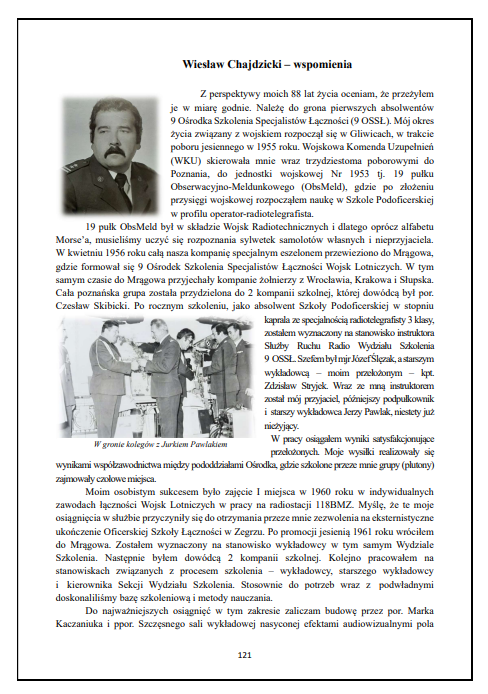 Wiesław Chajdzicki – wspomienia
Z perspektywy moich 88 lat życia oceniam, że przeżyłem
je w miarę godnie. Należę do grona pierwszych absolwentów
9 Ośrodka Szkolenia Specjalistów Łączności (9 OSSŁ). Mój okres
życia związany z wojskiem rozpoczął się w Gliwicach, w trakcie
poboru jesiennego w 1955 roku. Wojskowa Komenda Uzupełnień
(WKU) skierowała mnie wraz trzydziestoma poborowymi do
Poznania, do jednostki wojskowej Nr 1953 tj. 19 pułku
Obserwacyjno-Meldunkowego (ObsMeld), gdzie po złożeniu
przysięgi wojskowej rozpocząłem naukę w Szkole Podoficerskiej
w profilu operator-radiotelegrafista.
19 pułk ObsMeld był w składzie Wojsk Radiotechnicznych i dlatego oprócz alfabetu
Morse’a, musieliśmy uczyć się rozpoznania sylwetek samolotów własnych i nieprzyjaciela.
W kwietniu 1956 roku całą nasza kompanię specjalnym eszelonem przewieziono do Mrągowa,
gdzie formował się 9 Ośrodek Szkolenia Specjalistów Łączności Wojsk Lotniczych. W tym
samym czasie do Mrągowa przyjechały kompanie żołnierzy z Wrocławia, Krakowa i Słupska.
Cała poznańska grupa została przydzielona do 2 kompanii szkolnej, której dowódcą był por.
Czesław Skibicki. Po rocznym szkoleniu, jako absolwent Szkoły Podoficerskiej w stopniu
kaprala ze specjalnością radiotelegrafisty 3 klasy,
zostałem wyznaczony na stanowisko instruktora
Służby Ruchu Radio Wydziału Szkolenia
9 OSSŁ. Szefem był mjr Józef Ślęzak, a starszym
wykładowcą – moim przełożonym – kpt.
Zdzisław Stryjek. Wraz ze mną instruktorem
został mój przyjaciel, późniejszy podpułkownik
i starszy wykładowca Jerzy Pawlak, niestety już
nieżyjący.
W gronie kolegów z Jurkiem Pawlakiem
W pracy osiągałem wyniki satysfakcjonujące
przełożonych. Moje wysiłki realizowały się
wynikami współzawodnictwa między pododdziałami Ośrodka, gdzie szkolone przeze mnie grupy (plutony)
zajmowały czołowe miejsca.
Moim osobistym sukcesem było zajęcie I miejsca w 1960 roku w indywidualnych
zawodach łączności Wojsk Lotniczych w pracy na radiostacji 118BMZ. Myślę, że te moje
osiągnięcia w służbie przyczyniły się do otrzymania przeze mnie zezwolenia na eksternistyczne
ukończenie Oficerskiej Szkoły Łączności w Zegrzu. Po promocji jesienią 1961 roku wróciłem
do Mrągowa. Zostałem wyznaczony na stanowisko wykładowcy w tym samym Wydziale
Szkolenia. Następnie byłem dowódcą 2 kompanii szkolnej. Kolejno pracowałem na
stanowiskach związanych z procesem szkolenia – wykładowcy, starszego wykładowcy
i kierownika Sekcji Wydziału Szkolenia. Stosownie do potrzeb wraz z podwładnymi
doskonaliliśmy bazę szkoleniową i metody nauczania.
Do najważniejszych osiągnięć w tym zakresie zaliczam budowę przez por. Marka
Kaczaniuka i ppor. Szczęsnego sali wykładowej nasyconej efektami audiowizualnymi pola
121